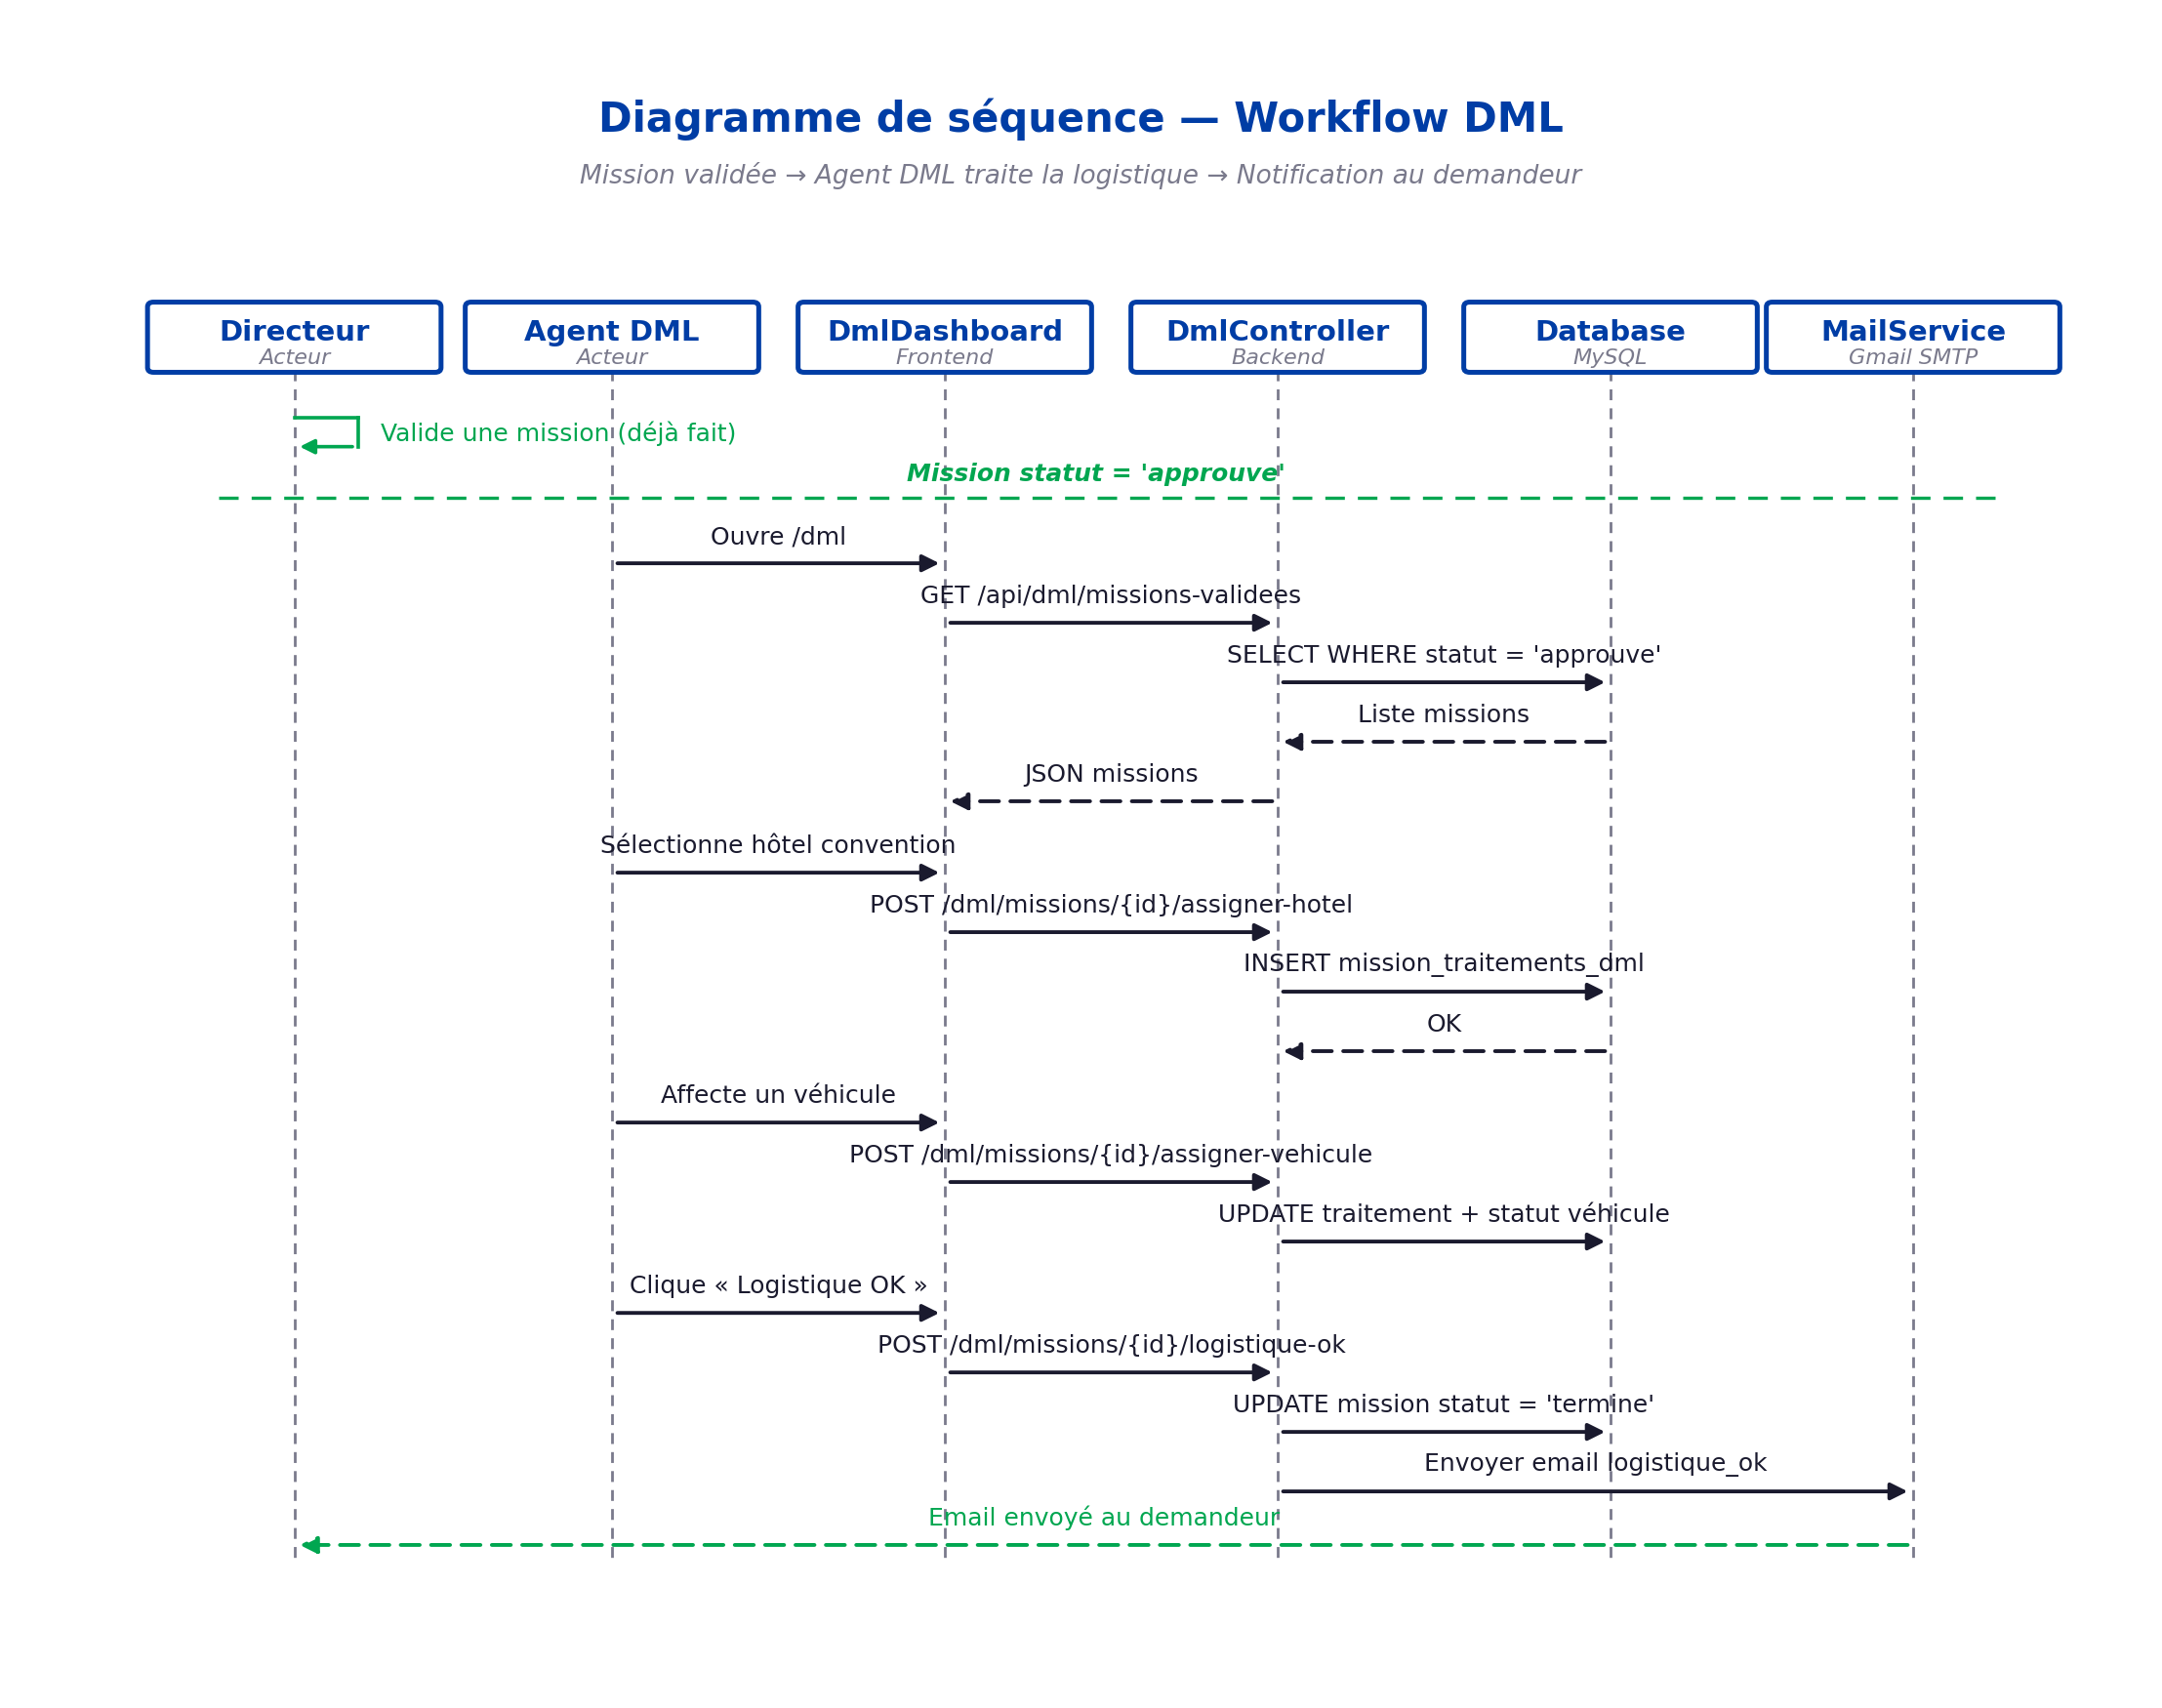 Diagramme de séquence — Workflow DML
Mission validée → Agent DML traite la logistique → Notification au demandeur
Directeur
Acteur
Agent DML
Acteur
DmlDashboard
Frontend
DmlController
Backend
Database
MySQL
MailService
Gmail SMTP
Valide une mission (déjà fait)
Mission statut = 'approuve'
Ouvre /dml
GET /api/dml/missions-validees
SELECT WHERE statut = 'approuve'
Liste missions
JSON missions
Sélectionne hôtel convention
POST /dml/missions/{id}/assigner-hotel
INSERT mission_traitements_dml
OK
Affecte un véhicule
POST /dml/missions/{id}/assigner-vehicule
UPDATE traitement + statut véhicule
Clique « Logistique OK »
POST /dml/missions/{id}/logistique-ok
UPDATE mission statut = 'termine'
Envoyer email logistique_ok
Email envoyé au demandeur